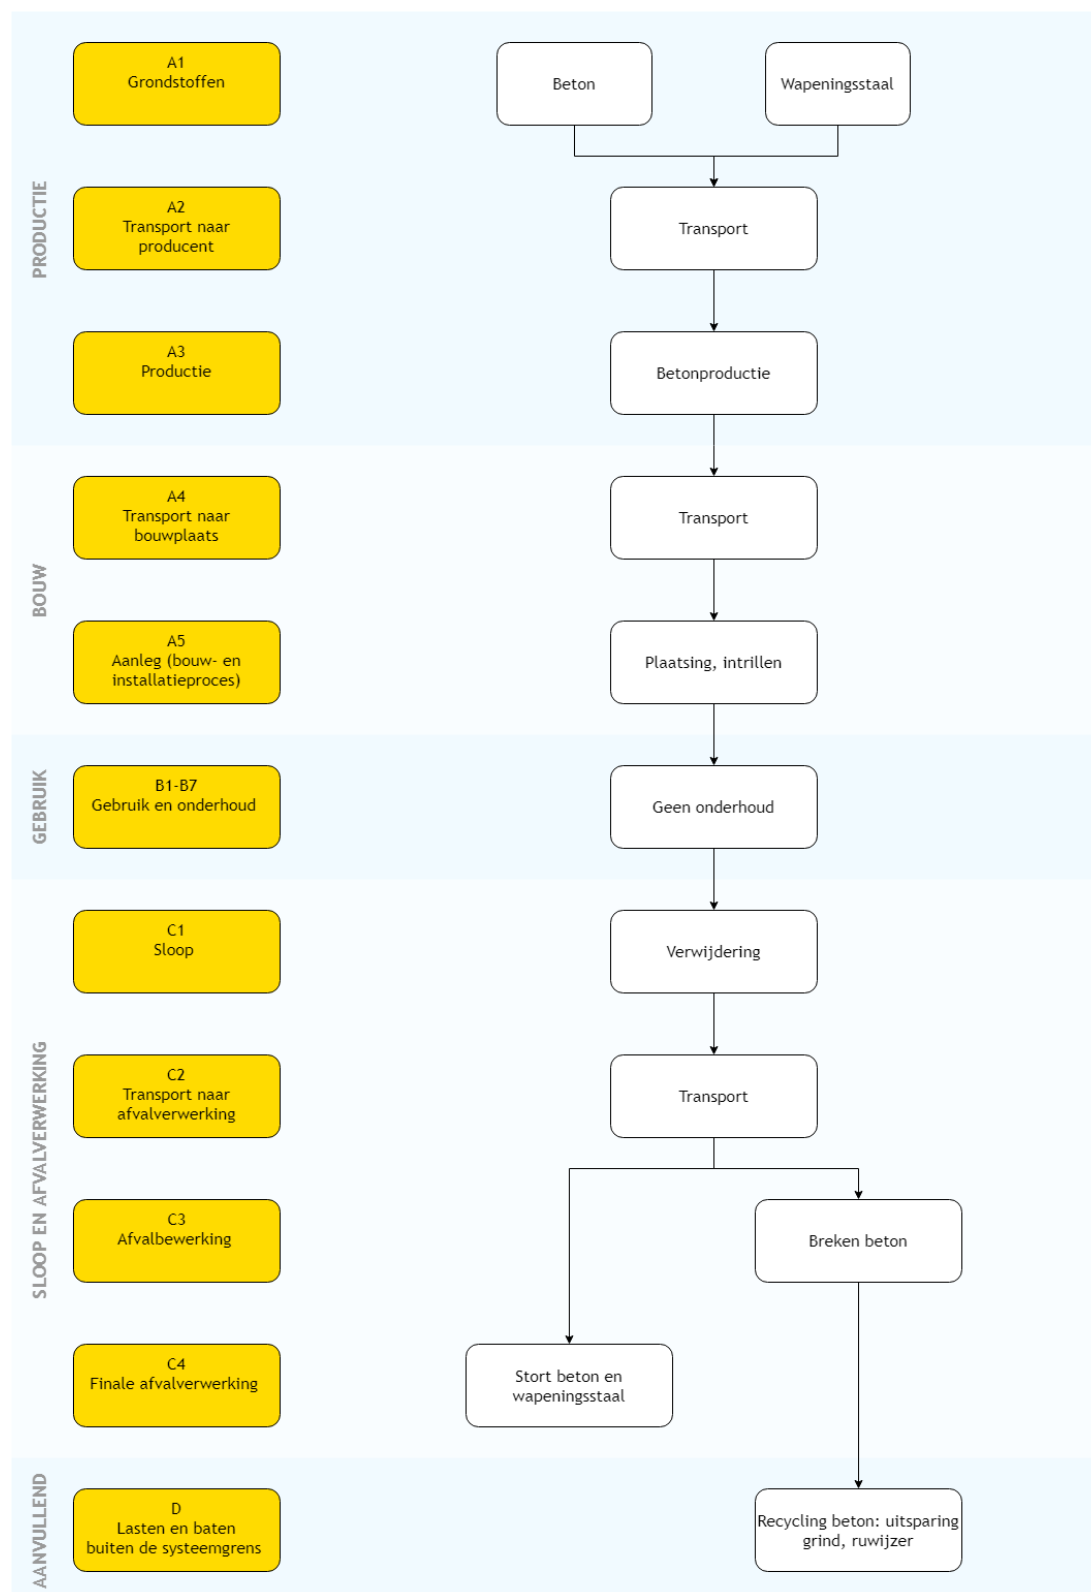 PRODUCTIE
A1
Grondstoffen
Beton
Wapeningsstaal
A2
Transport naar
producent
Transport
A3
Productie
Betonproductie
BOUW
A4
Transport naar
bouwplaats
Transport
A5
Aanleg (bouw- en
installatieproces)
Plaatsing, intrillen
GEBRUIK
B1-B7
Gebruik en onderhoud
Geen onderhoud
SLOOP EN AFVALVERWERKING
C1
Sloop
Verwijdering
C2
Transport naar
afvalverwerking
Transport
C3
Afvalbewerking
Breken beton
C4
Finale afvalverwerking
Stort beton en
wapeningsstaal
AANVULLEND
D
Lasten en baten
buiten de systeemgrens
Recycling beton: uitsparing
grind, ruwijzer